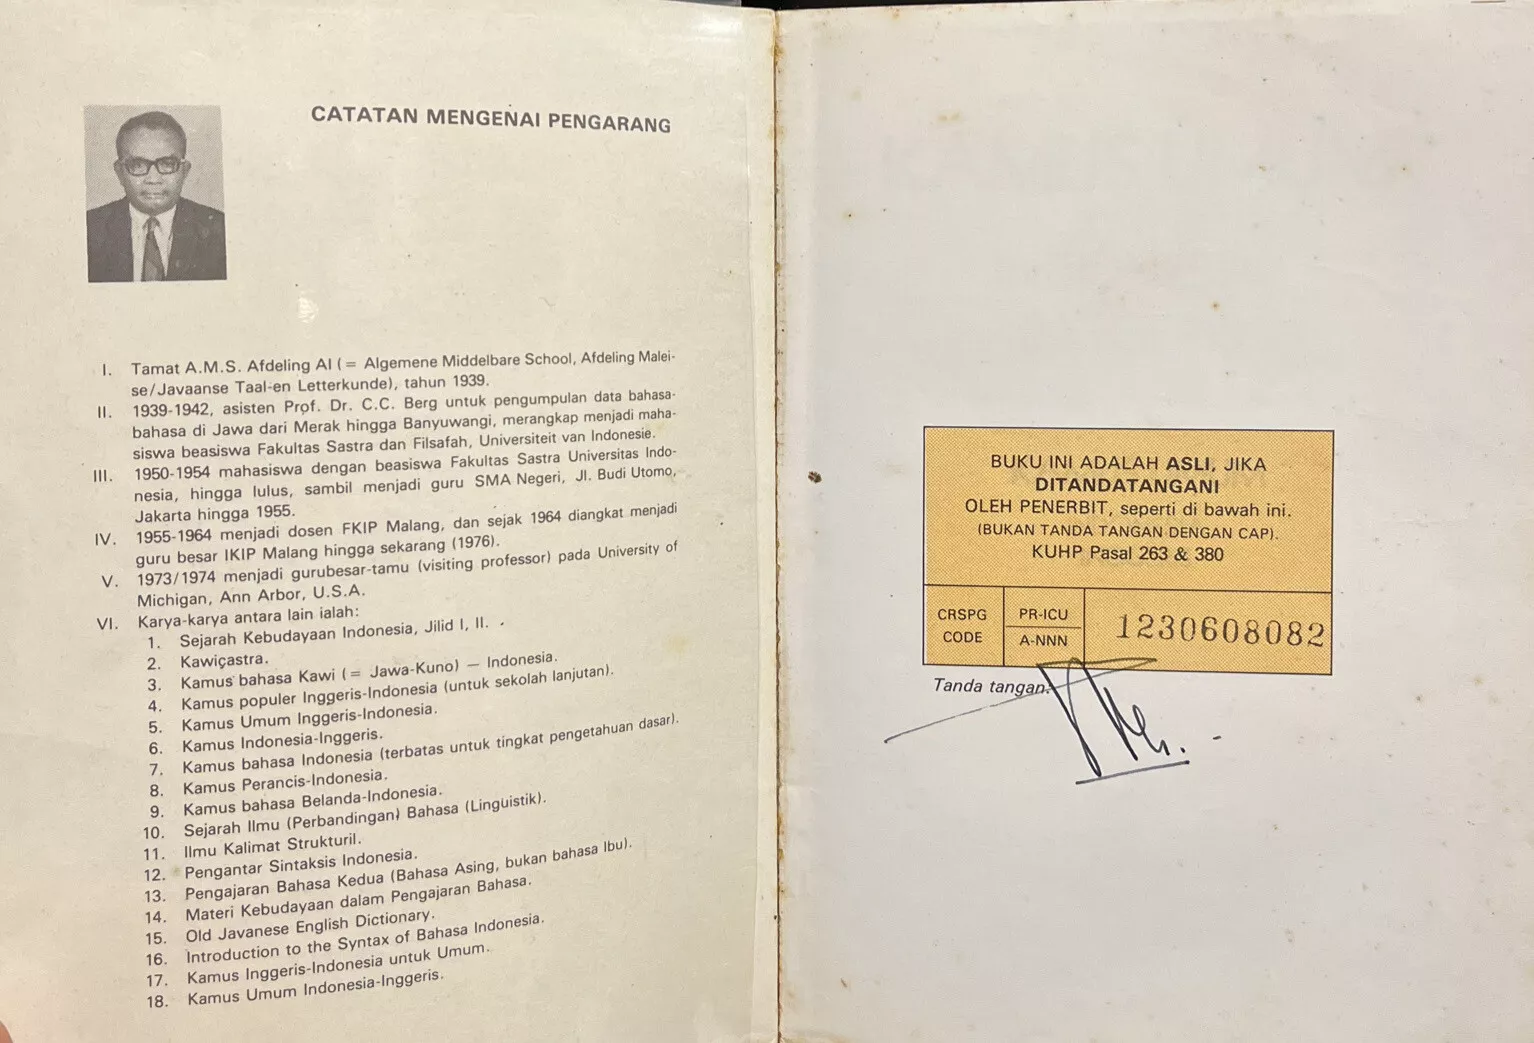 CATATAN MENGENAI PENGARANG
I. Tamat A.M.S. Afdeling AI (= Algemene Middelbare School, Afdeling Malei-
se/Javaanse Taal-en Letterkunde), tahun 1939.
II. 1939-1942, asisten Prof. Dr. C.C. Berg untuk pengumpulan data bahasa-
bahasa di Jawa dari Merak hingga Banyuwangi, merangkap menjadi maha-
siswa beasiswa Fakultas Sastra dan Filsafah, Universiteit van Indonesie.
III. 1950-1954 mahasiswa dengan beasiswa Fakultas Sastra Universitas Indo-
nesia, hingga lulus, sambil menjadi guru SMA Negeri, Jl. Budi Utomo,
Jakarta hingga 1955.
IV. 1955-1964 menjadi dosen FKIP Malang, dan sejak 1964 diangkat menjadi
guru besar IKIP Malang hingga sekarang (1976).
V. 1973/1974 menjadi gurubesar-tamu (visiting professor) pada University of
Michigan, Ann Arbor, U.S.A.
VI. Karya-karya antara lain ialah:
1. Sejarah Kebudayaan Indonesia, Jilid I, II.
2. Kawiçastra.
3. Kamus bahasa Kawi (= Jawa-Kuno) — Indonesia.
4. Kamus populer Inggeris-Indonesia (untuk sekolah lanjutan).
5. Kamus Umum Inggeris-Indonesia.
6. Kamus Indonesia-Inggeris.
7. Kamus bahasa Indonesia (terbatas untuk tingkat pengetahuan dasar).
8. Kamus Perancis-Indonesia.
9. Kamus bahasa Belanda-Indonesia.
10. Sejarah Ilmu (Perbandingan) Bahasa (Linguistik).
11. Ilmu Kalimat Strukturil.
12. Pengantar Sintaksis Indonesia.
13. Pengajaran Bahasa Kedua (Bahasa Asing, bukan bahasa Ibu).
14. Materi Kebudayaan dalam Pengajaran Bahasa.
15. Old Javanese English Dictionary.
16. Introduction to the Syntax of Bahasa Indonesia.
17. Kamus Inggeris-Indonesia untuk Umum.
18. Kamus Umum Indonesia-Inggeris.
BUKU INI ADALAH ASLI, JIKA
DITANDATANGANI
OLEH PENERBIT, seperti di bawah ini.
(BUKAN TANDA TANGAN DENGAN CAP).
KUHP Pasal 263 & 380
CRSPG CODE
PR-ICU
A-NNN
1230608082
Tanda tangan: